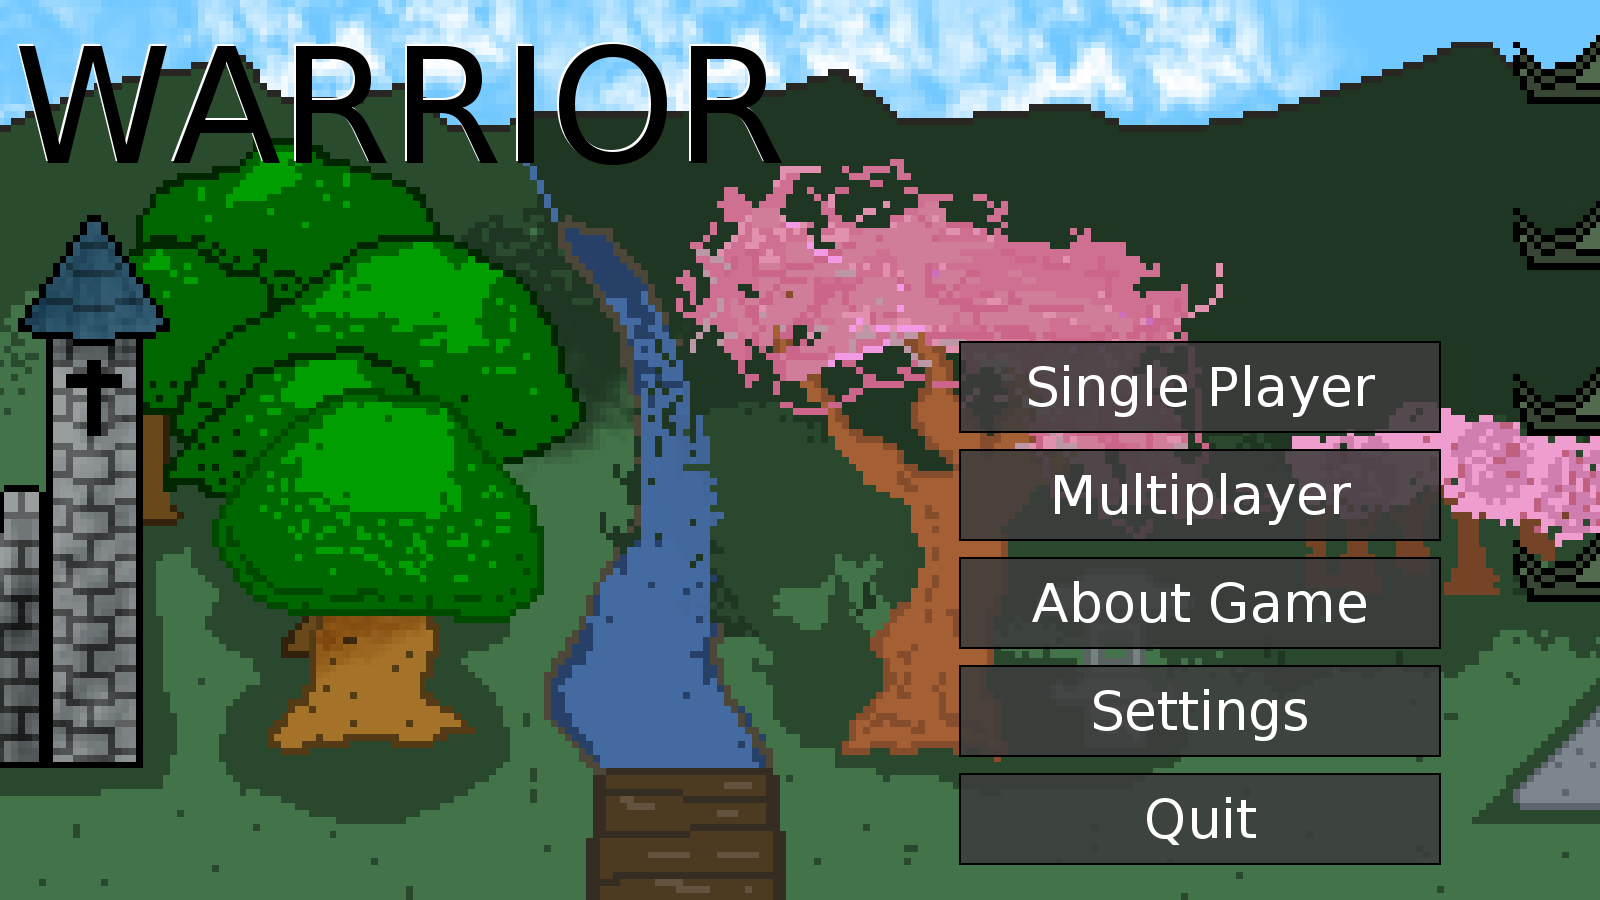 WARRIOR
Single Player
Multiplayer
About Game
Settings
Quit